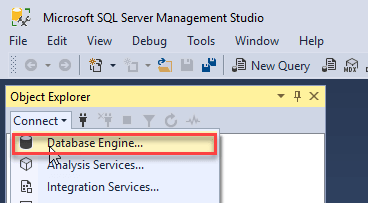 Microsoft SQL Server Management Studio
File Edit View Debug Tools Window Help
New Query MDX
Object Explorer
Connect
Database Engine...
Analysis Services...
Integration Services...